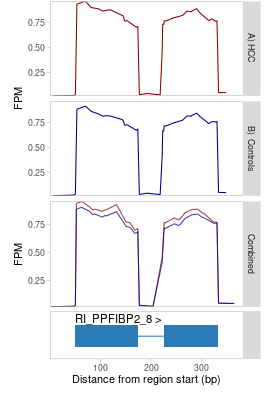 0.75
0.50
0.25
A) HCC
FPM
0.75
0.50
0.25
B) Controls
0.75
0.50
0.25
FPM
Combined
RI_PPFIBP2_8 >
100
200
300
Distance from region start (bp)